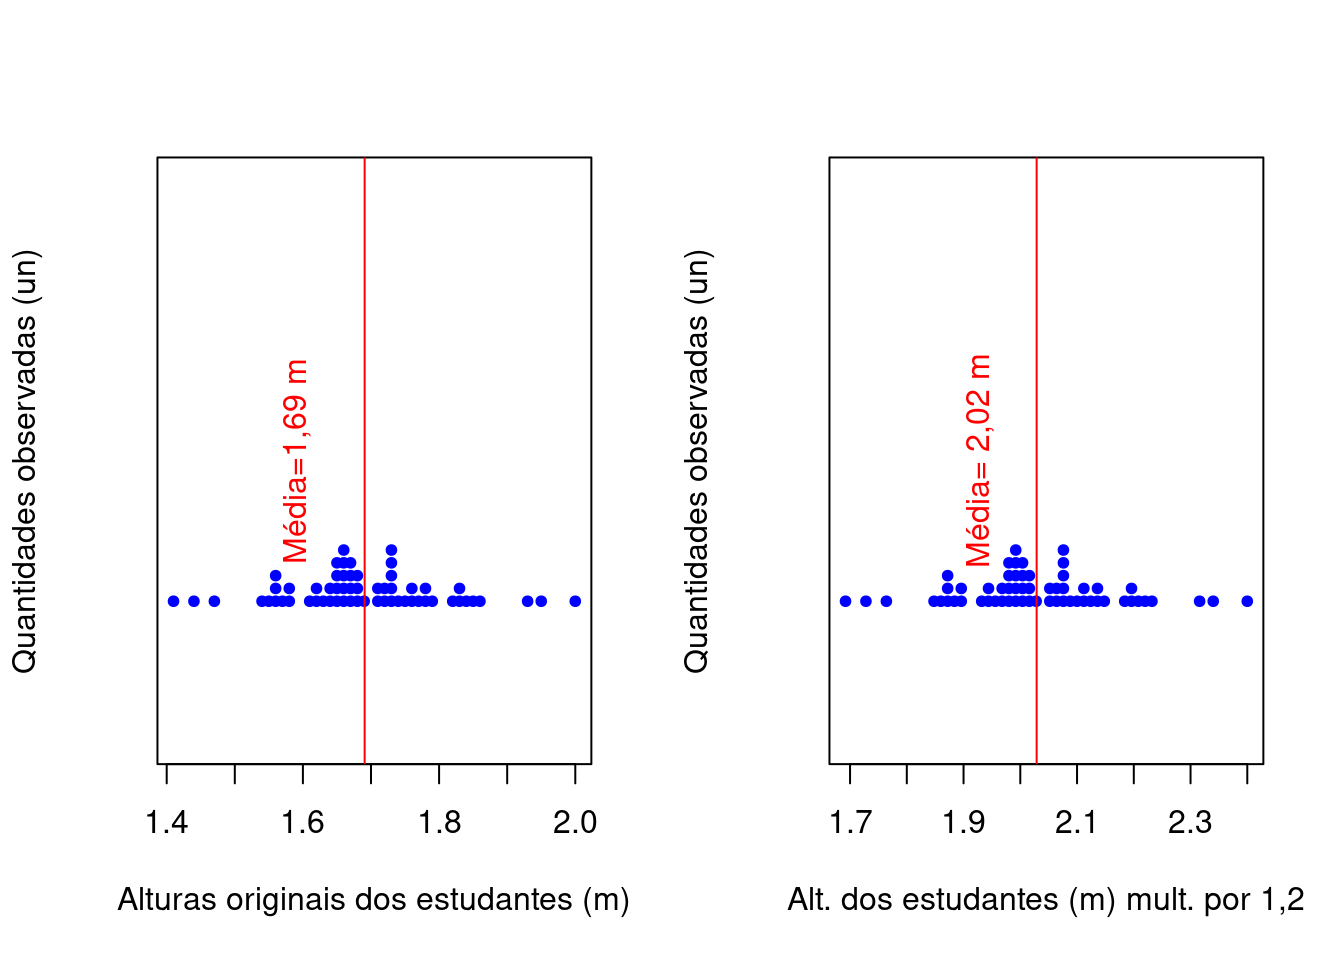 Quantidades observadas (un)
Média=1,69 m
1.4 1.6 1.8 2.0
Alturas originais dos estudantes (m)
Quantidades observadas (un)
Média= 2,02 m
1.7 1.9 2.1 2.3
Alt. dos estudantes (m) mult. por 1,2